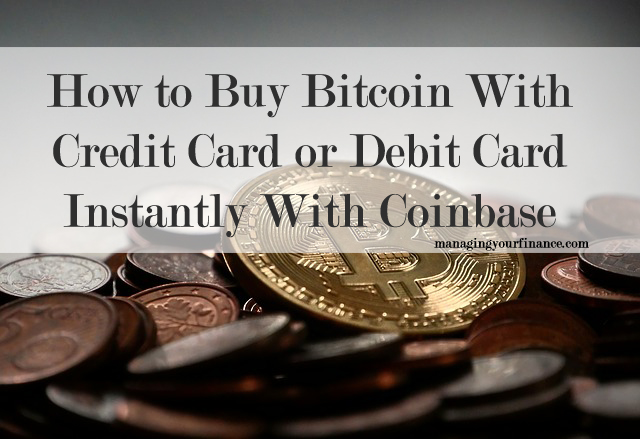 How to Buy Bitcoin With
Credit Card or Debit Card
Instantly With Coinbase
managingyourfinance.com